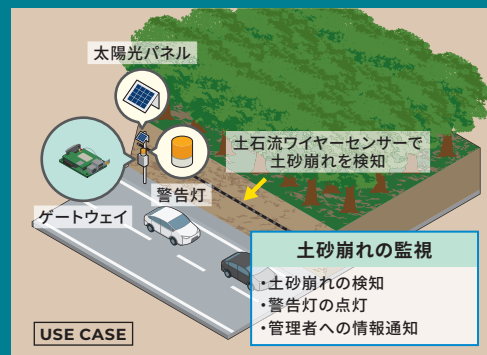 太陽光パネル
土石流ワイヤーセンサーで
土砂崩れを検知
警告灯
ゲートウェイ
土砂崩れの監視
・土砂崩れの検知
・警告灯の点灯
・管理者への情報通知
USE CASE